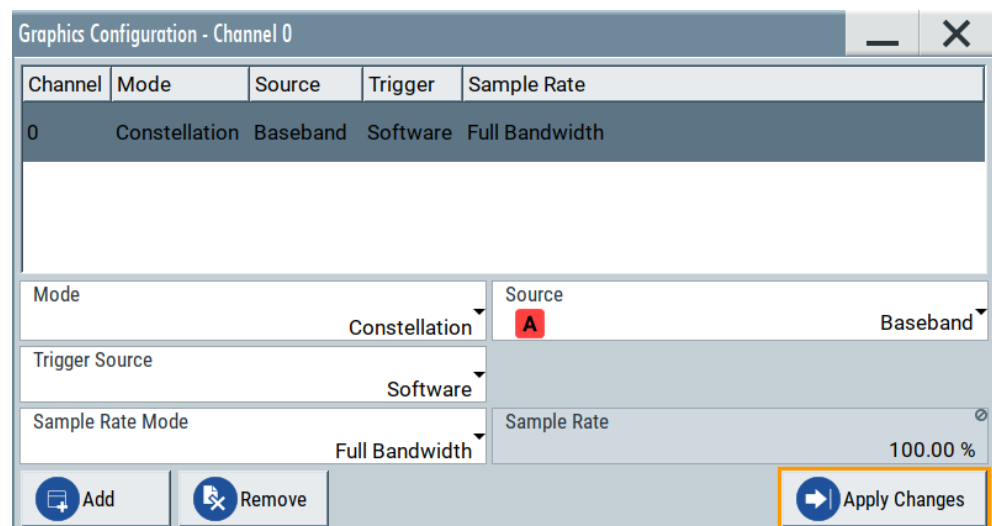 Graphics Configuration - Channel 0
Channel Mode Source Trigger Sample Rate
0 Constellation Baseband Software Full Bandwidth
Mode
Constellation
Source
A Baseband
Trigger Source
Software
Sample Rate Mode
Full Bandwidth
Sample Rate
100.00 %
Add Remove Apply Changes